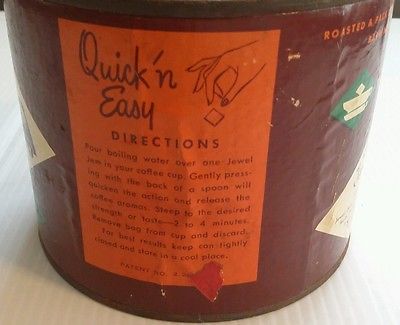 Quick'n
Easy
DIRECTIONS
Pour boiling water over one Jewel
Jam in your coffee cup. Gently press-
ing with the back of a spoon will
quicken the action and release the
coffee aromas. Steep to the desired
strength or taste—2 to 4 minutes.
Remove bag from cup and discard.
For best results keep can tightly
closed and store in a cool place.
PATENT NO. 2,
ROASTED &